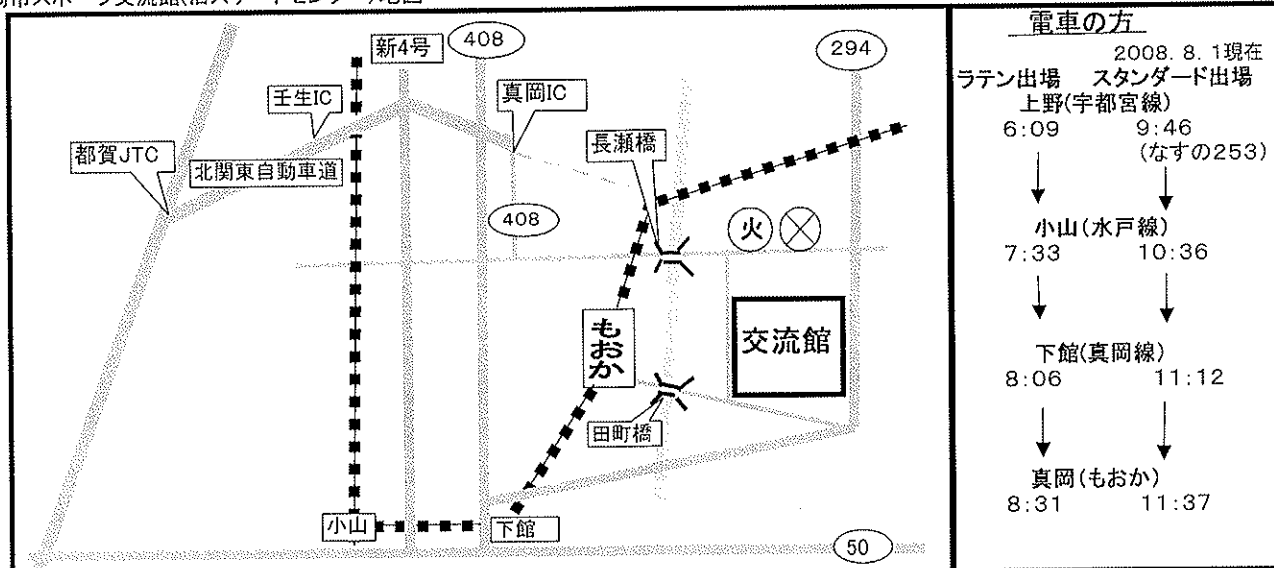 新4号
408
294
壬生IC
真岡IC
都賀JTC
長瀬橋
北関東自動車道
408
火
もおか
交流館
田町橋
小山
下館
50
電車の方
2008.8.1現在
ラテン出場 スタンダード出場
上野(宇都宮線)
6:09 9:46
(なすの253)
小山(水戸線)
7:33 10:36
下館(真岡線)
8:06 11:12
真岡(もおか)
8:31 11:37